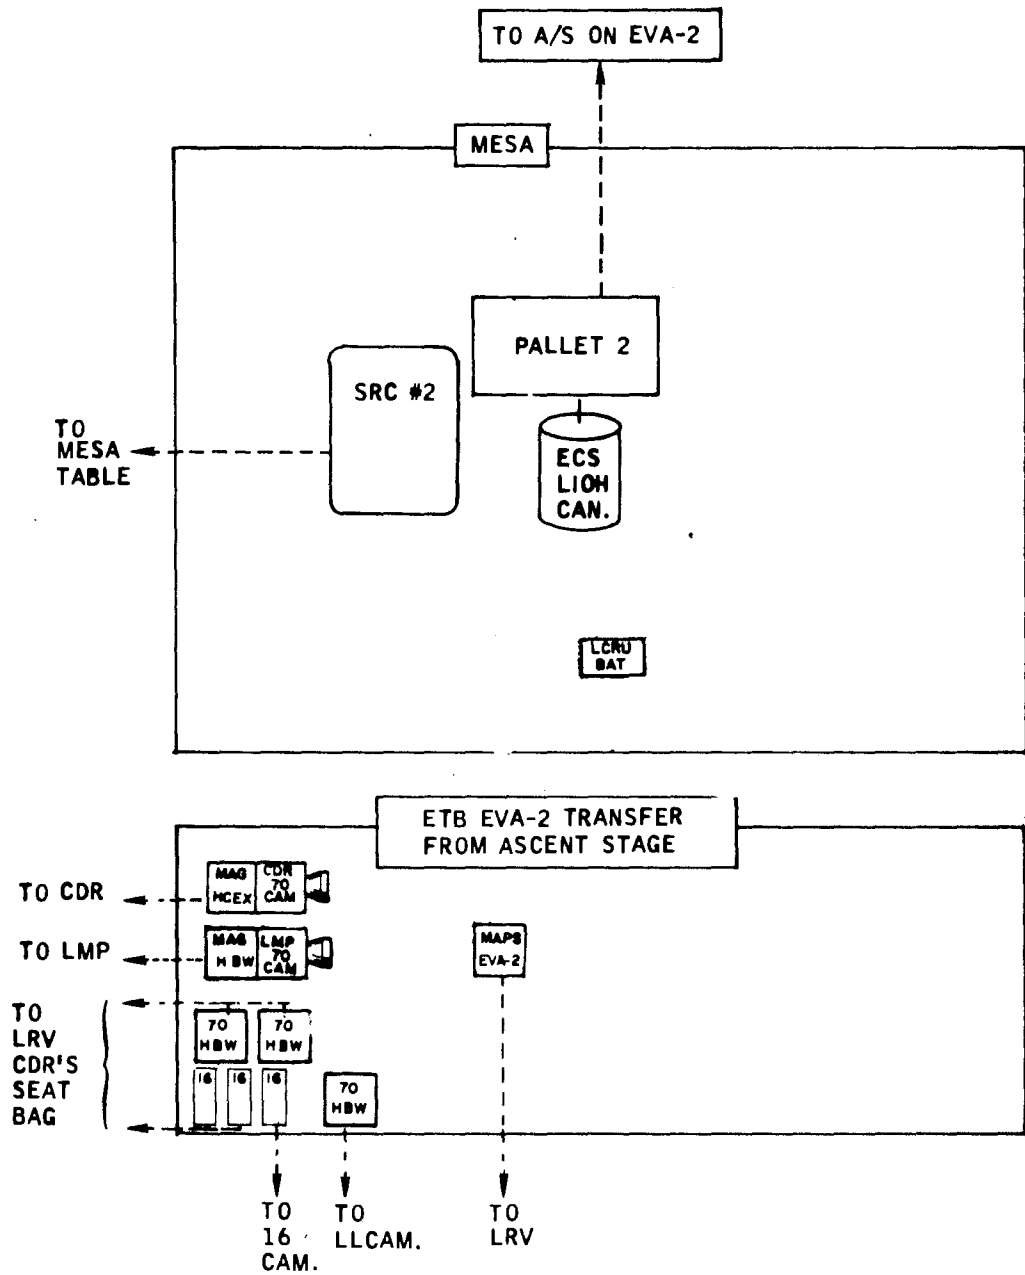 TO A/S ON EVA-2
MESA
PALLET 2
SRC #2
TO
MESA
TABLE
ECS
LIOH
CAN.
LCRU
BAT
ETB EVA-2 TRANSFER
FROM ASCENT STAGE
TO CDR
MAG
HCEX
CDR
70
CAM
TO LMP
MAG
HBW
LMP
70
CAM
MAPS
EVA-2
TO
LRV
CDR'S
SEAT
BAG
70
HBW
70
HBW
16
16
16
70
HBW
TO
16
CAM.
TO
LLCAM.
TO
LRV